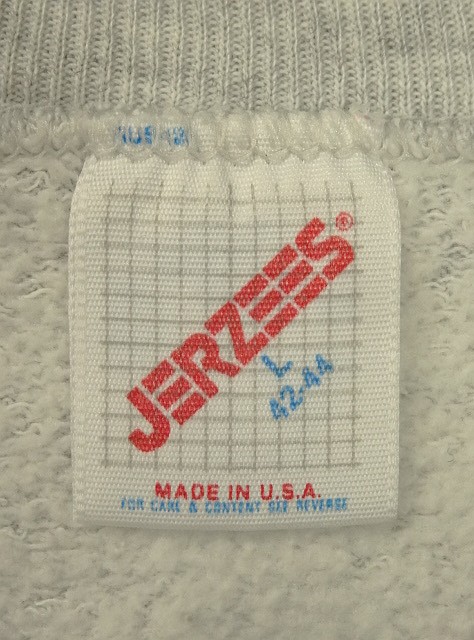 JERZEES®
L
42-44
MADE IN U.S.A.
FOR CARE & CONTENT SEE REVERSE